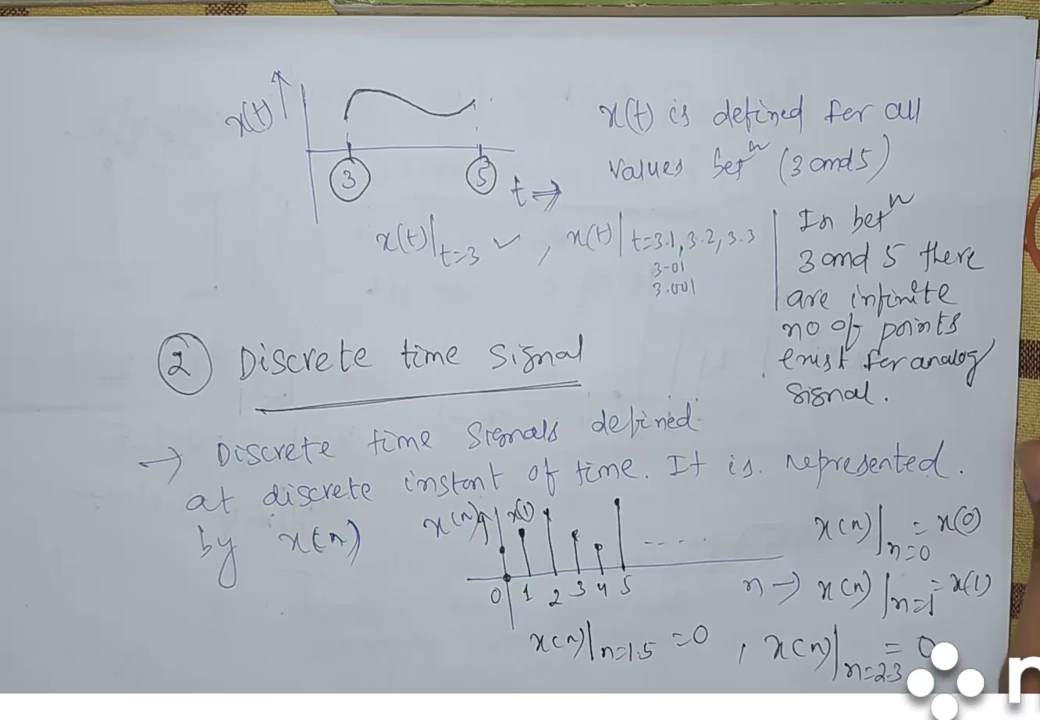 x(t)↑
3
5
t ⇒
x(t) is defined for all
values betⁿ (3 and 5)
x(t)|t=3 ✓ , x(t)|t=3.1, 3.2, 3.3
3.01
3.001
In betⁿ
3 and 5 there
are infinite
no of points
exist for analog
signal.
② Discrete time signal
→ Discrete time signals defined
at discrete instant of time. It is represented.
by x(n)
x(n)↑ x(1)
0 1 2 3 4 5 ----
x(n)|n=0 = x(0)
n → x(n)|n=1 = x(1)
x(n)|n=1.5 = 0 , x(n)|n=2.3 = 0
n